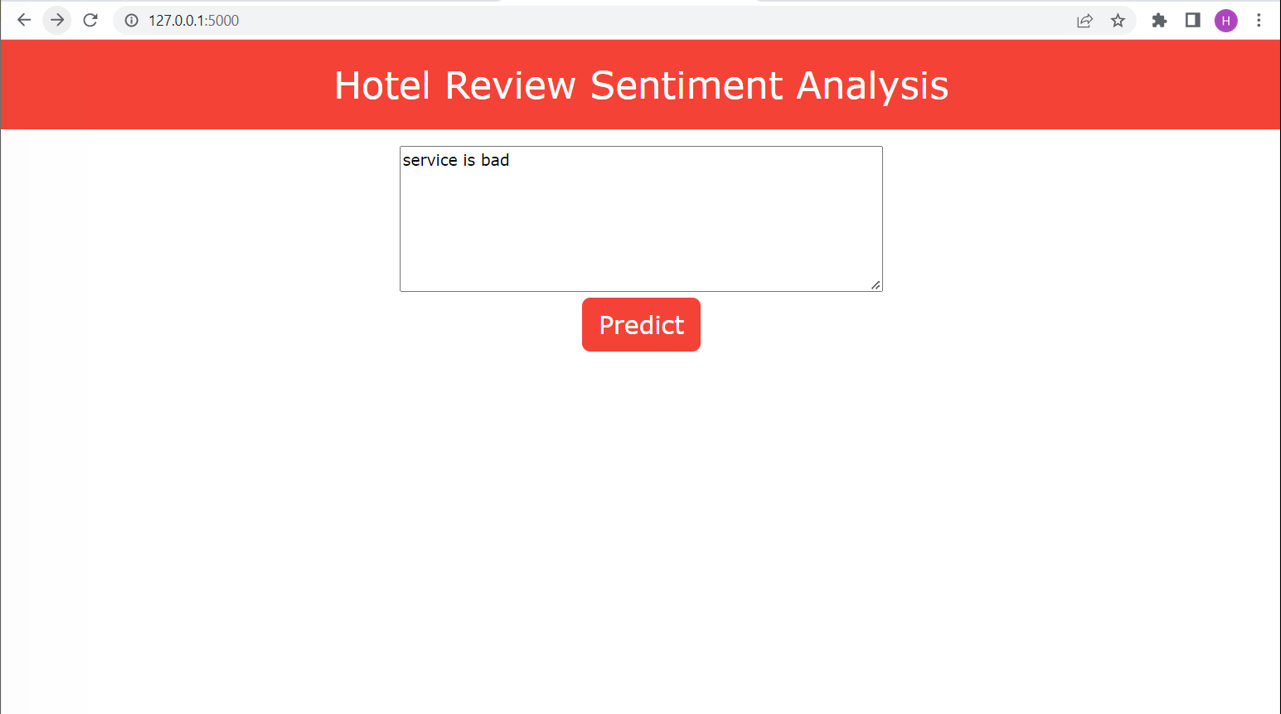 127.0.0.1:5000
H
Hotel Review Sentiment Analysis
service is bad
Predict